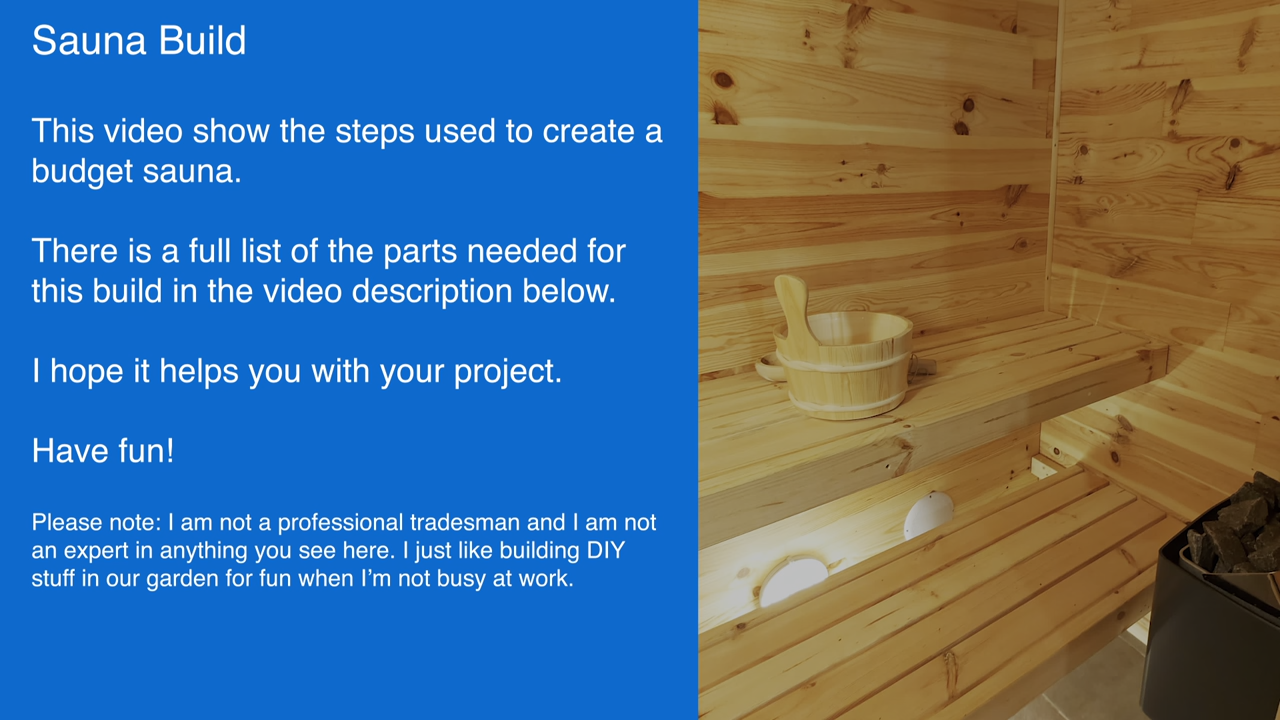 Sauna Build
This video show the steps used to create a
budget sauna.
There is a full list of the parts needed for
this build in the video description below.
I hope it helps you with your project.
Have fun!
Please note: I am not a professional tradesman and I am not
an expert in anything you see here. I just like building DIY
stuff in our garden for fun when I’m not busy at work.